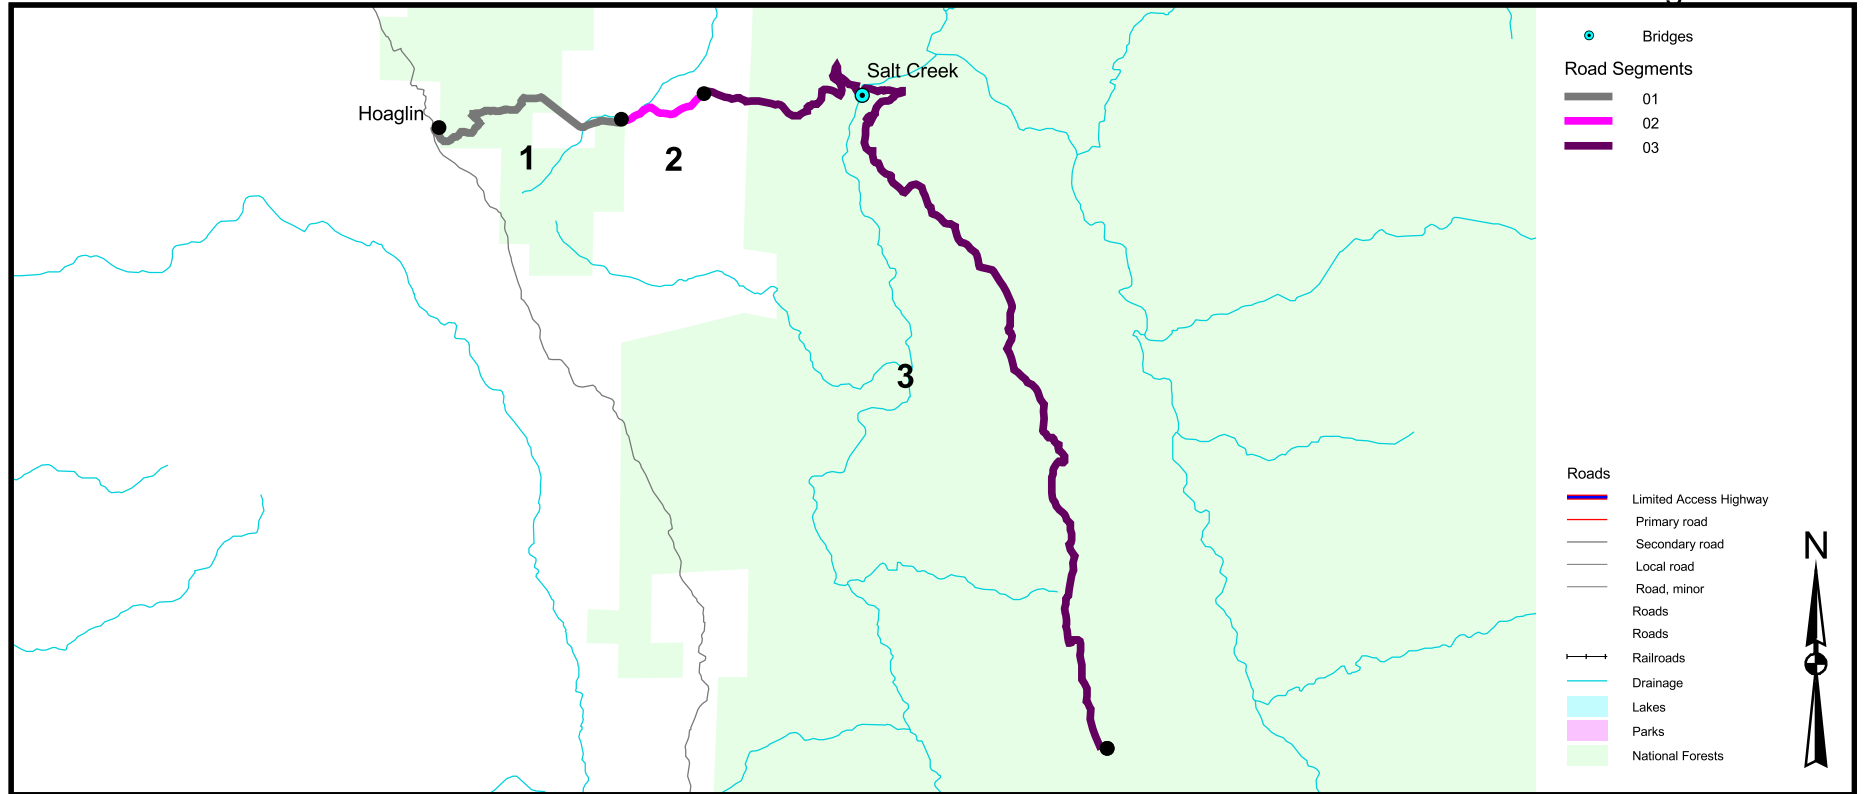 Salt Creek
Hoaglin
1
2
3
Bridges
Road Segments
01
02
03
Roads
Limited Access Highway
Primary road
Secondary road
Local road
Road, minor
Roads
Roads
Railroads
Drainage
Lakes
Parks
National Forests
N